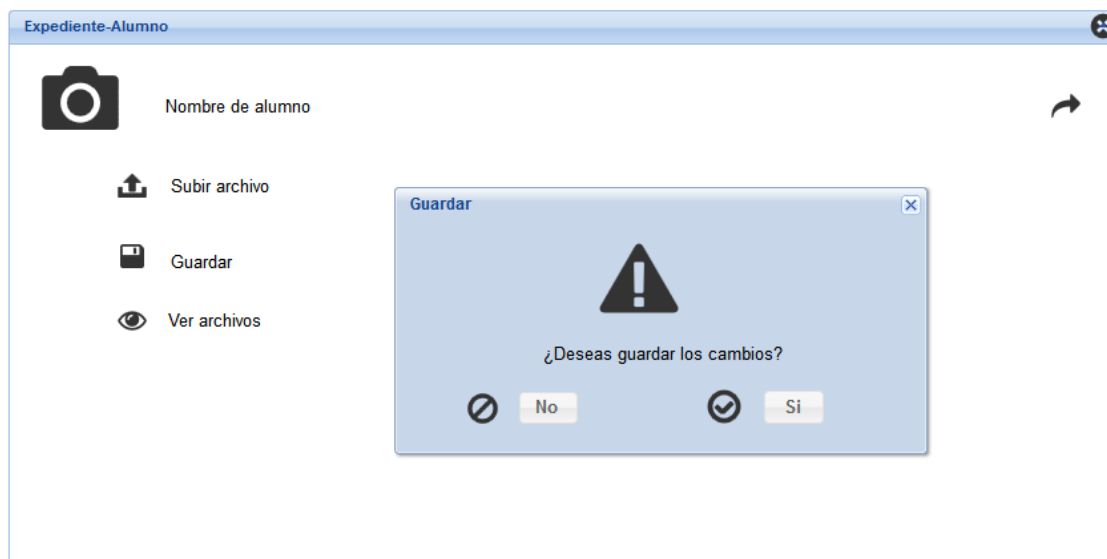 Expediente-Alumno
Nombre de alumno
Subir archivo
Guardar
Ver archivos
Guardar
¿Deseas guardar los cambios?
No
Si